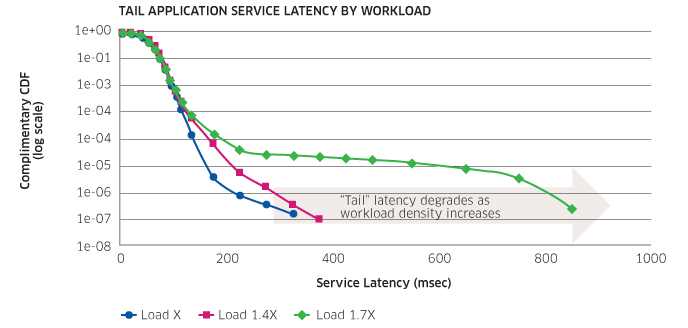 TAIL APPLICATION SERVICE LATENCY BY WORKLOAD
Complimentary CDF
(log scale)
1e+00
1e-01
1e-03
1e-04
1e-04
1e-05
1e-06
1e-07
1e-08
"Tail" latency degrades as
workload density increases
0 200 400 600 800 1000
Service Latency (msec)
Load X Load 1.4X Load 1.7X